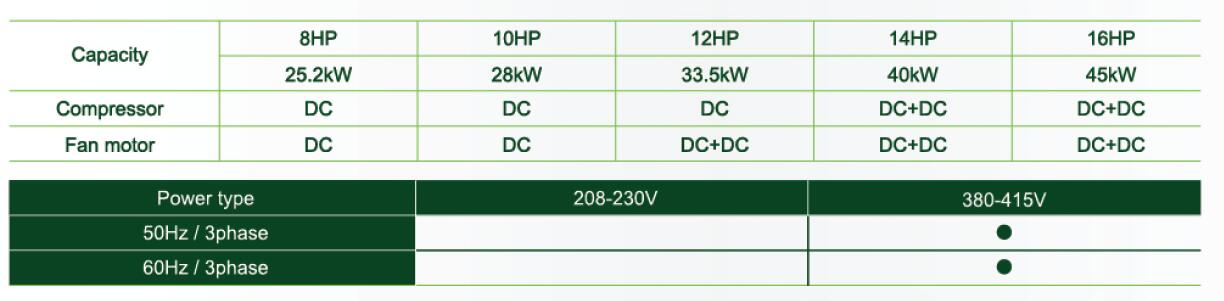 Capacity 8HP 10HP 12HP 14HP 16HP
25.2kW 28kW 33.5kW 40kW 45kW
Compressor DC DC DC DC+DC DC+DC
Fan motor DC DC DC+DC DC+DC DC+DC
Power type 208-230V 380-415V
50Hz / 3phase ●
60Hz / 3phase ●